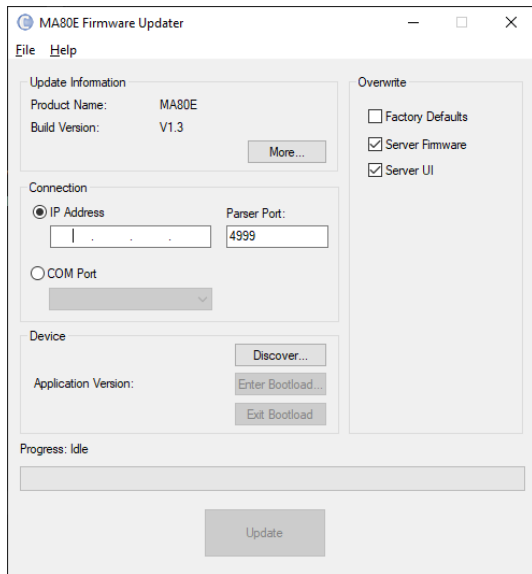 MA80E Firmware Updater
File Help
Update Information
Product Name: MA80E
Build Version: V1.3
More...
Connection
IP Address
Parser Port:
. . .
4999
COM Port
Device
Discover...
Application Version:
Enter Bootload...
Exit Bootload
Overwrite
Factory Defaults
Server Firmware
Server UI
Progress: Idle
Update